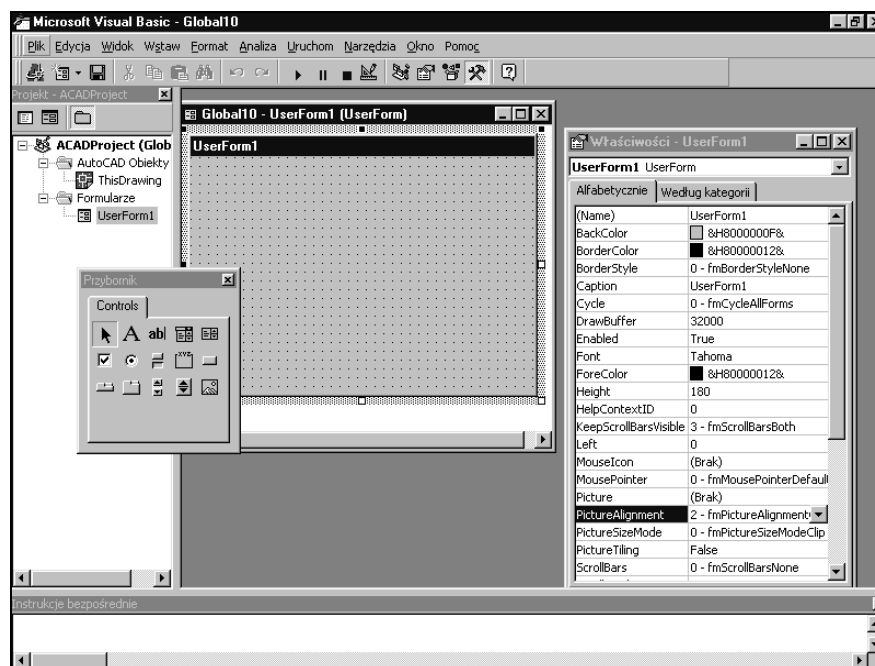 Microsoft Visual Basic - Global10
Plik Edycja Widok Wstaw Format Analiza Uruchom Narzędzia Okno Pomoc
Projekt - ACADProject
ACADProject (Glob
AutoCAD Obiekty
ThisDrawing
Formularze
UserForm1
Global10 - UserForm1 (UserForm)
UserForm1
Przybornik
Controls
A ab|
XYZ
Właściwości - UserForm1
UserForm1 UserForm
Alfabetycznie Według kategorii
(Name) UserForm1
BackColor &H8000000F&
BorderColor &H80000012&
BorderStyle 0 - fmBorderStyleNone
Caption UserForm1
Cycle 0 - fmCycleAllForms
DrawBuffer 32000
Enabled True
Font Tahoma
ForeColor &H80000012&
Height 180
HelpContextID 0
KeepScrollBarsVisible 3 - fmScrollBarsBoth
Left 0
MouseIcon (Brak)
MousePointer 0 - fmMousePointerDefaul
Picture (Brak)
PictureAlignment 2 - fmPictureAlignment
PictureSizeMode 0 - fmPictureSizeModeClip
PictureTiling False
ScrollBars 0 - fmScrollBarsNone
Instrukcje bezpośrednie